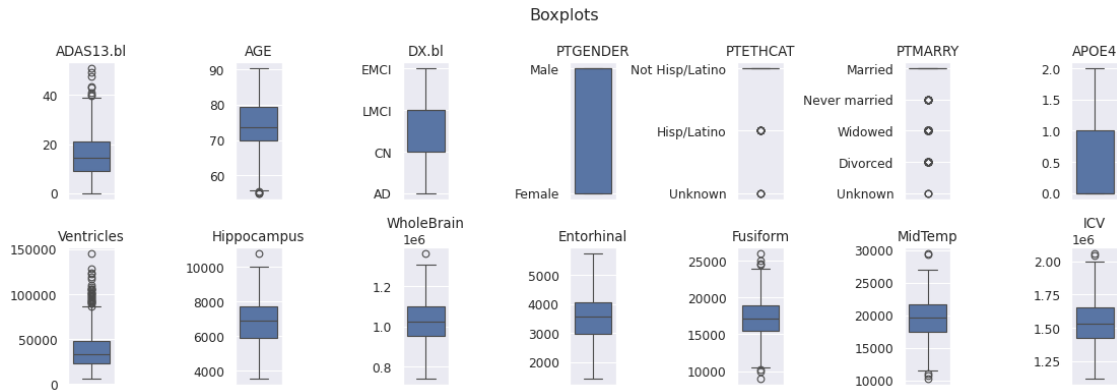 Boxplots
ADAS13.bl
40
20
0
AGE
90
80
70
60
DX.bl
EMCI
LMCI
CN
AD
PTGENDER
Male
Female
PTETHCAT
Not Hisp/Latino
Hisp/Latino
Unknown
PTMARRY
Married
Never married
Widowed
Divorced
Unknown
APOE4
2.0
1.5
1.0
0.5
0.0
Ventricles
150000
100000
50000
0
Hippocampus
10000
8000
6000
4000
WholeBrain
1e6
1.2
1.0
0.8
Entorhinal
5000
4000
3000
2000
Fusiform
25000
20000
15000
10000
MidTemp
30000
25000
20000
15000
10000
ICV
1e6
2.00
1.75
1.50
1.25